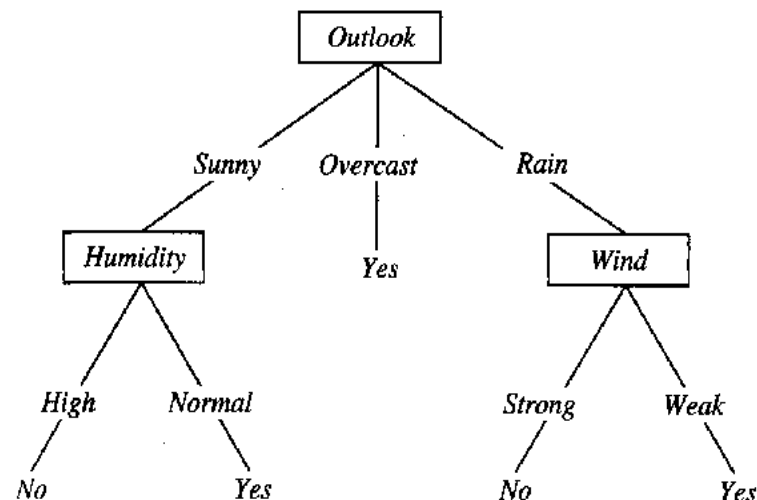 Outlook
Sunny Overcast Rain
Humidity Yes Wind
High Normal Strong Weak
No Yes No Yes